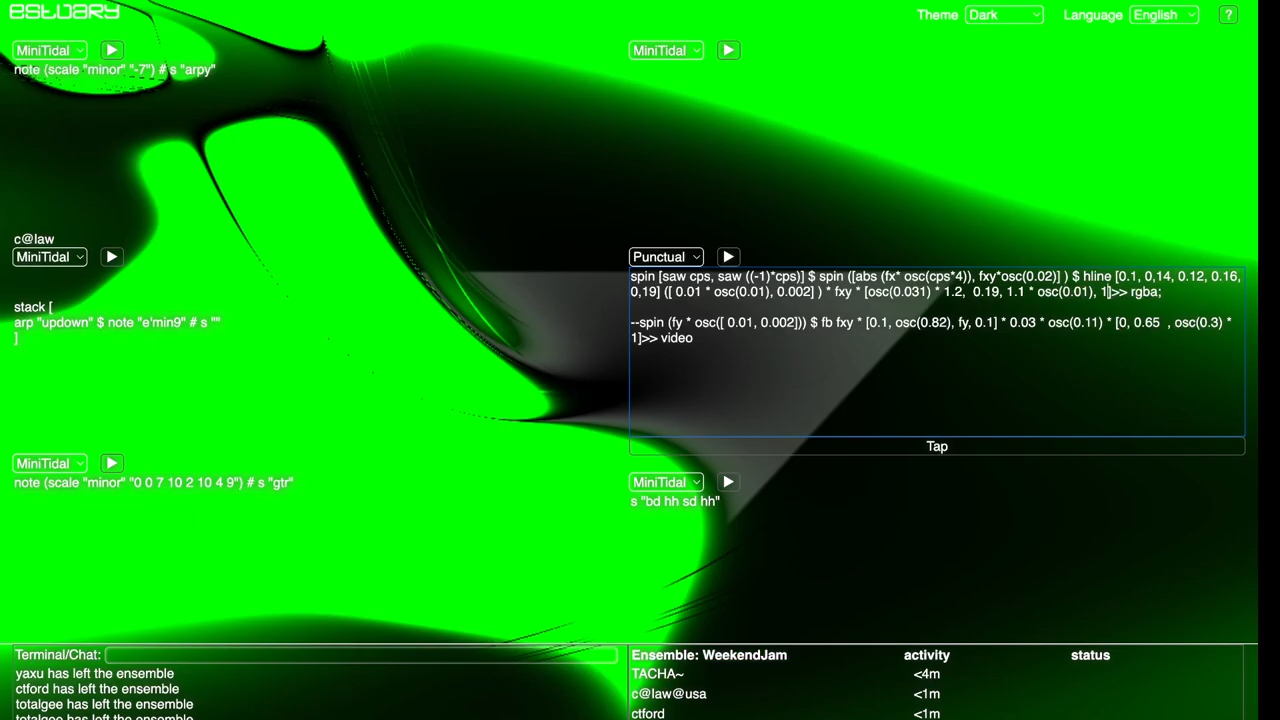 estuary
Theme Dark Language English ?
MiniTidal
note (scale "minor" "-7") # s "arpy"
MiniTidal
c@law
MiniTidal
stack [
arp "updown" $ note "e'min9" # s ""
]
Punctual
spin [saw cps, saw ((-1)*cps)] $ spin ([abs (fx* osc(cps*4)), fxy*osc(0.02)] ) $ hline [0.1, 0,14, 0.12, 0.16,
0,19] ([ 0.01 * osc(0.01), 0.002] ) * fxy * [osc(0.031) * 1.2,  0.19, 1.1 * osc(0.01), 1]>> rgba;
--spin (fy * osc([ 0.01, 0.002])) $ fb fxy * [0.1, osc(0.82), fy, 0.1] * 0.03 * osc(0.11) * [0, 0.65  , osc(0.3) *
1]>> video
Tap
MiniTidal
note (scale "minor" "0 0 7 10 2 10 4 9") # s "gtr"
MiniTidal
s "bd hh sd hh"
Terminal/Chat:
yaxu has left the ensemble
ctford has left the ensemble
totalgee has left the ensemble
totalgee has left the ensemble
Ensemble: WeekendJam activity status
TACHA~ <4m
c@law@usa <1m
ctford <1m